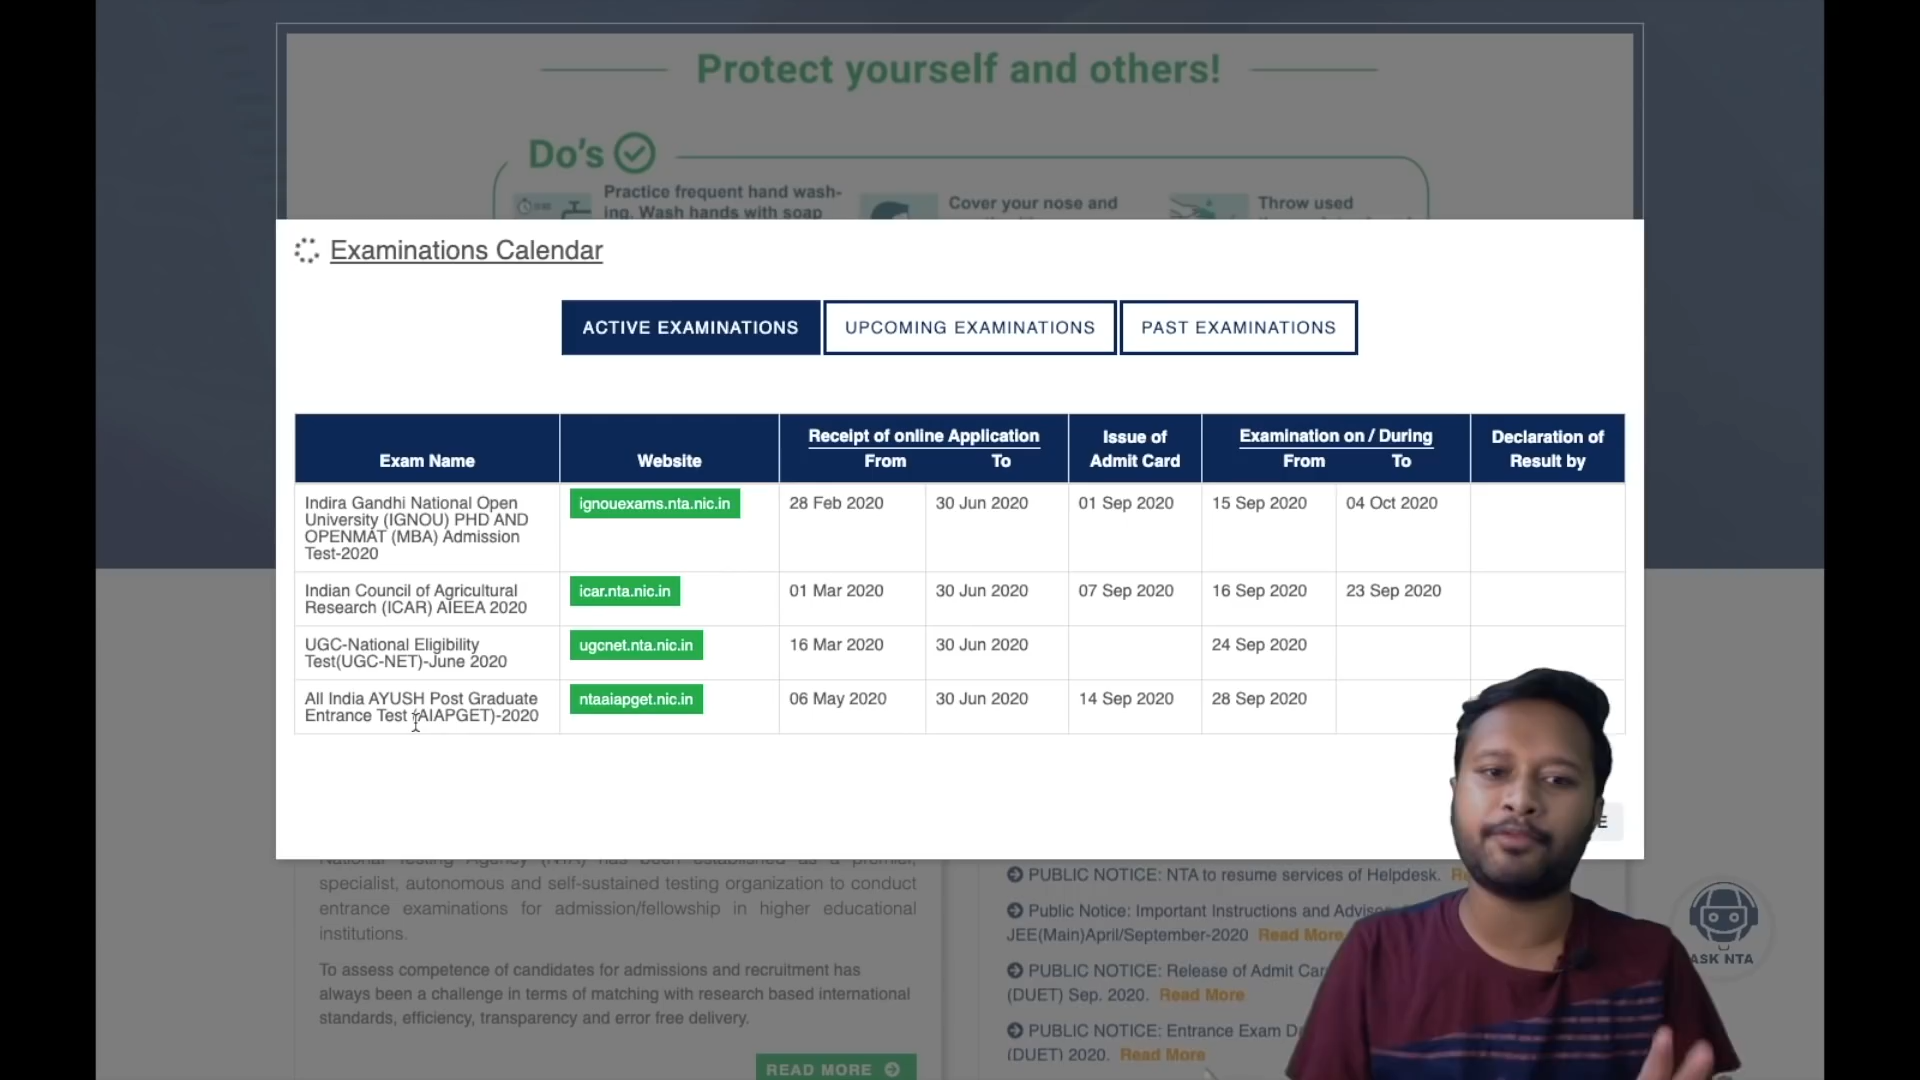 Protect yourself and others!
Do's
Practice frequent hand wash-
ing. Wash hands with soap
Cover your nose and
Throw used
Examinations Calendar
ACTIVE EXAMINATIONS
UPCOMING EXAMINATIONS
PAST EXAMINATIONS
Exam Name
Website
Receipt of online Application
From To
Issue of
Admit Card
Examination on / During
From To
Declaration of
Result by
Indira Gandhi National Open
University (IGNOU) PHD AND
OPENMAT (MBA) Admission
Test-2020
ignouexams.nta.nic.in
28 Feb 2020
30 Jun 2020
01 Sep 2020
15 Sep 2020
04 Oct 2020
Indian Council of Agricultural
Research (ICAR) AIEEA 2020
icar.nta.nic.in
01 Mar 2020
30 Jun 2020
07 Sep 2020
16 Sep 2020
23 Sep 2020
UGC-National Eligibility
Test(UGC-NET)-June 2020
ugcnet.nta.nic.in
16 Mar 2020
30 Jun 2020
24 Sep 2020
All India AYUSH Post Graduate
Entrance Test (AIAPGET)-2020
ntaaiapget.nic.in
06 May 2020
30 Jun 2020
14 Sep 2020
28 Sep 2020
E
National Testing Agency (NTA) has been established as a premier,
specialist, autonomous and self-sustained testing organization to conduct
entrance examinations for admission/fellowship in higher educational
institutions.
To assess competence of candidates for admissions and recruitment has
always been a challenge in terms of matching with research based international
standards, efficiency, transparency and error free delivery.
READ MORE
PUBLIC NOTICE: NTA to resume services of Helpdesk.
Public Notice: Important Instructions and
JEE(Main)April/September-2020 Read More
PUBLIC NOTICE: Release of Admit
(DUET) Sep. 2020. Read More
PUBLIC NOTICE: Entrance Exam
(DUET) 2020. Read More
ASK NTA